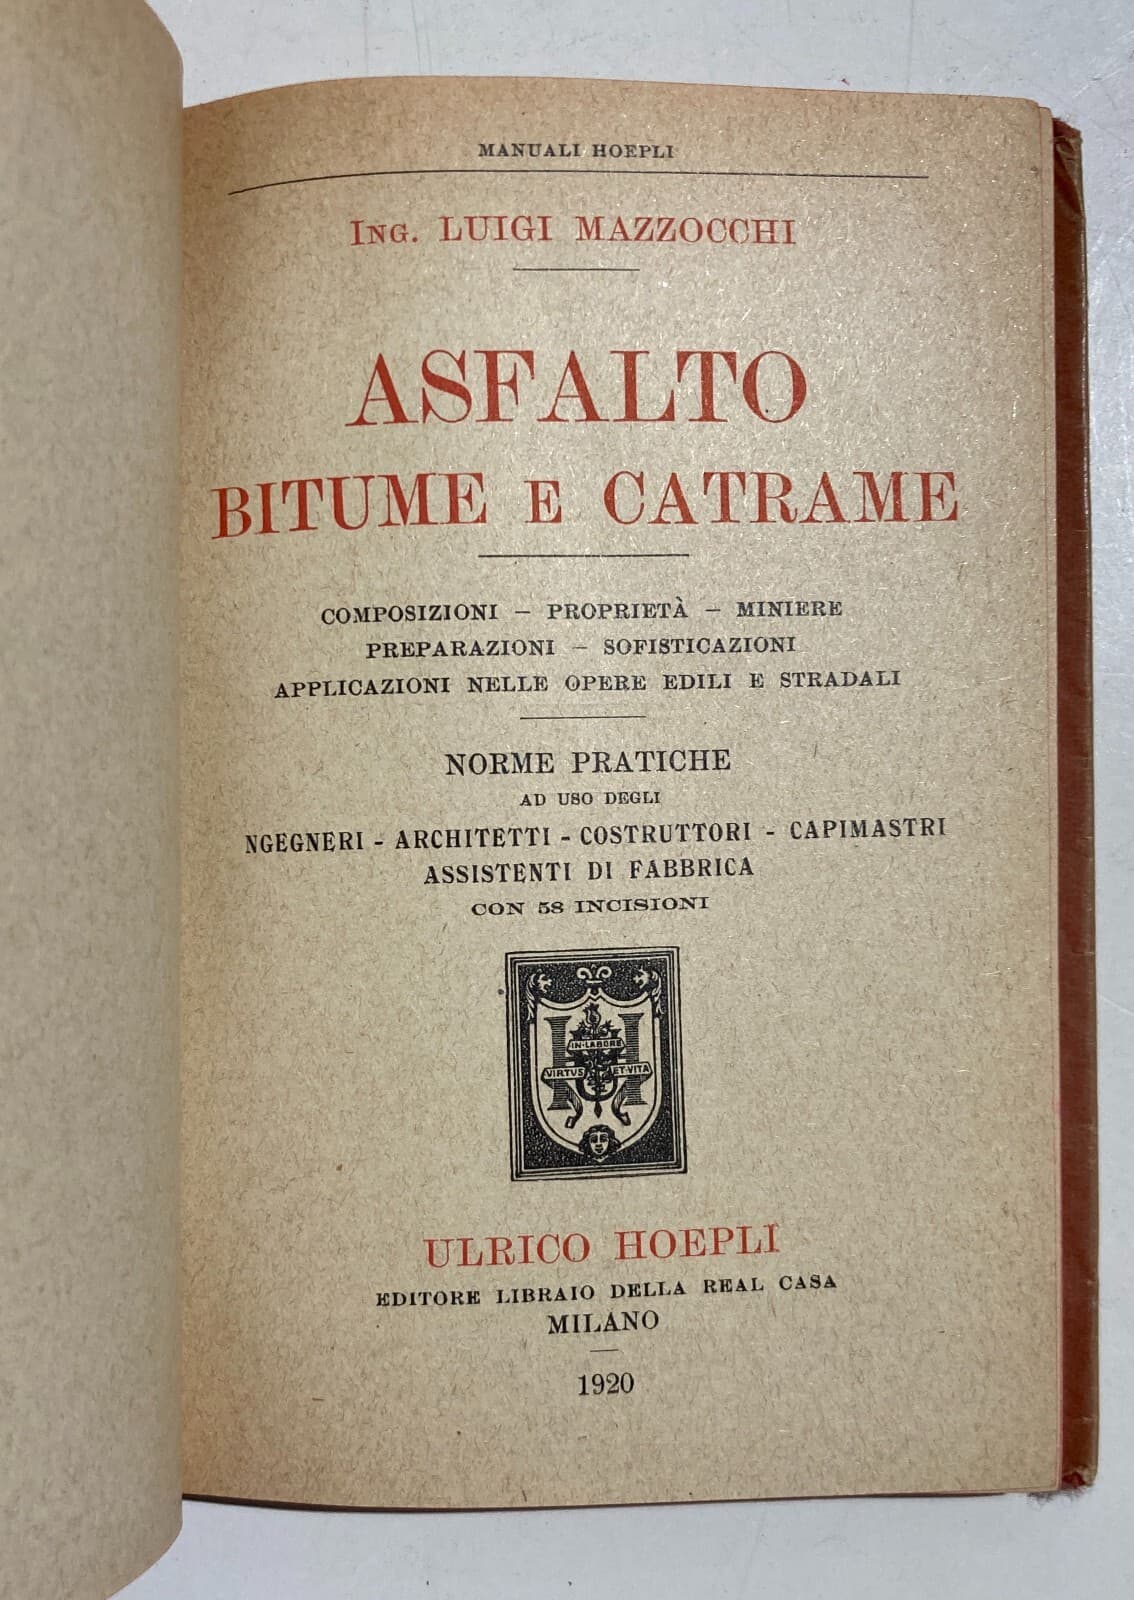 MANUALI HOEPLI
ING. LUIGI MAZZOCCHI
ASFALTO
BITUME E CATRAME
COMPOSIZIONI – PROPRIETÀ – MINIERE
PREPARAZIONI – SOFISTICAZIONI
APPLICAZIONI NELLE OPERE EDILI E STRADALI
NORME PRATICHE
AD USO DEGLI
NGEGNERI - ARCHITETTI - COSTRUTTORI - CAPIMASTRI
ASSISTENTI DI FABBRICA
CON 58 INCISIONI
IN·LABORE
VIRTUS ET·VITA
ULRICO HOEPLI
EDITORE LIBRAIO DELLA REAL CASA
MILANO
1920